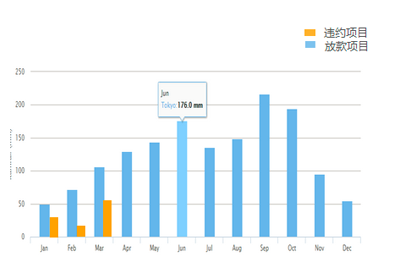 违约项目
放款项目
250
200
150
100
50
0
Jun
Tokyo: 176.0 mm
Jan Feb Mar Apr May Jun Jul Aug Sep Oct Nov Dec